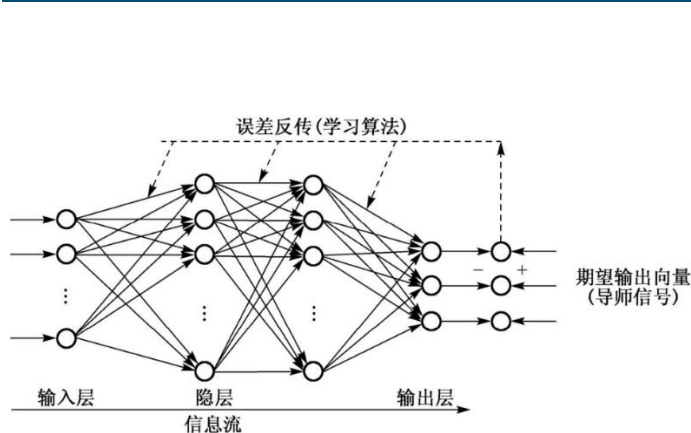 误差反传(学习算法)
− +
期望输出向量
(导师信号)
⋮ ⋮ ⋮
输入层 隐层 输出层
信息流